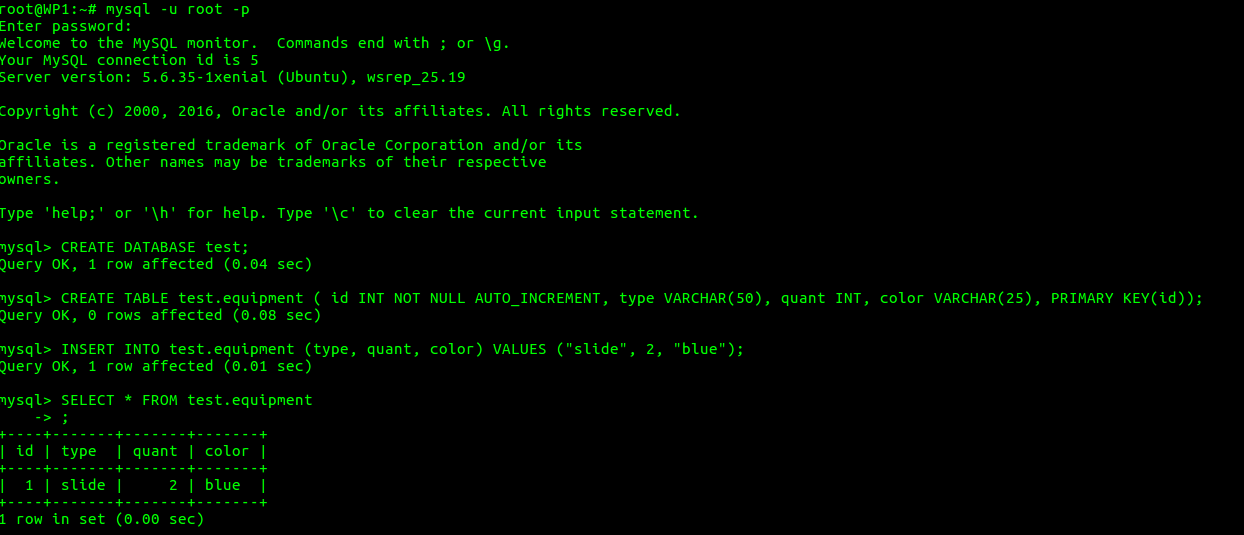 root@WP1:~# mysql -u root -p
Enter password:
Welcome to the MySQL monitor.  Commands end with ; or \g.
Your MySQL connection id is 5
Server version: 5.6.35-1xenial (Ubuntu), wsrep_25.19

Copyright (c) 2000, 2016, Oracle and/or its affiliates. All rights reserved.

Oracle is a registered trademark of Oracle Corporation and/or its
affiliates. Other names may be trademarks of their respective
owners.

Type 'help;' or '\h' for help. Type '\c' to clear the current input statement.

mysql> CREATE DATABASE test;
Query OK, 1 row affected (0.04 sec)

mysql> CREATE TABLE test.equipment ( id INT NOT NULL AUTO_INCREMENT, type VARCHAR(50), quant INT, color VARCHAR(25), PRIMARY KEY(id));
Query OK, 0 rows affected (0.08 sec)

mysql> INSERT INTO test.equipment (type, quant, color) VALUES ("slide", 2, "blue");
Query OK, 1 row affected (0.01 sec)

mysql> SELECT * FROM test.equipment
    -> ;
+----+-------+-------+-------+
| id | type  | quant | color |
+----+-------+-------+-------+
|  1 | slide |     2 | blue  |
+----+-------+-------+-------+
1 row in set (0.00 sec)